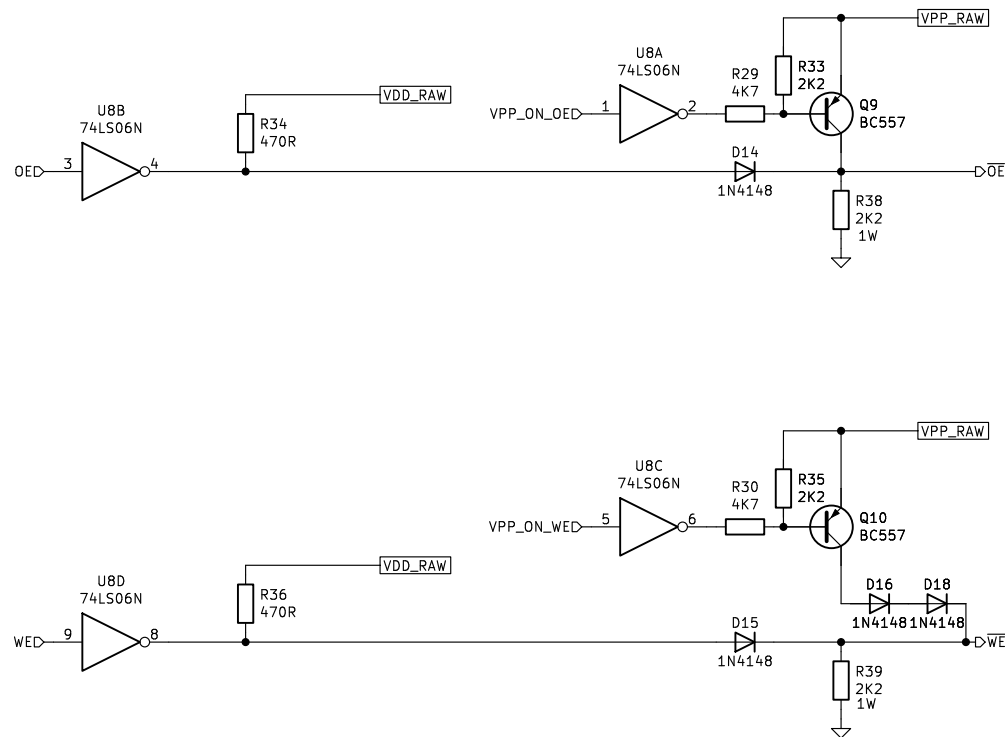 VPP_RAW
U8A
74LS06N
R33
2K2
R29
4K7
VDD_RAW
Q9
BC557
U8B
74LS06N
VPP_ON_OE
1
2
R34
470R
D14
1N4148
OE
3
4
OE
R38
2K2
1W
VPP_RAW
U8C
74LS06N
R35
2K2
R30
4K7
Q10
BC557
VPP_ON_WE
5
6
VDD_RAW
U8D
74LS06N
R36
470R
D16
D18
1N4148
1N4148
D15
1N4148
WE
9
8
WE
R39
2K2
1W